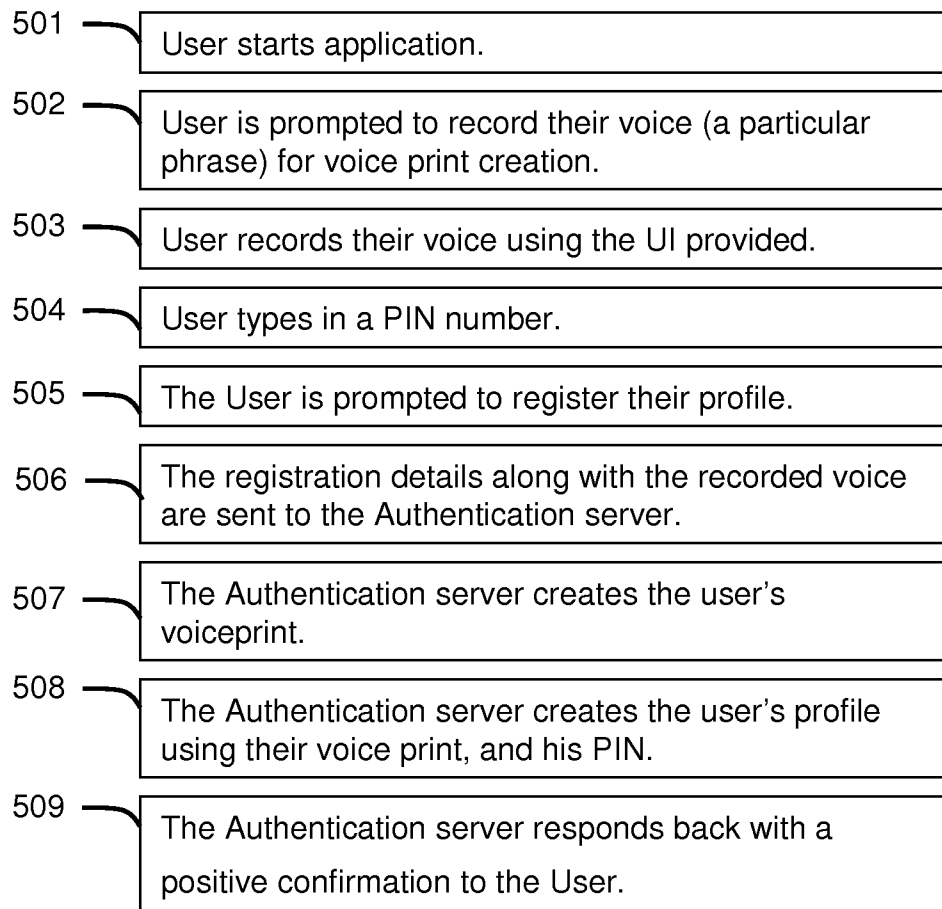 501
User starts application.
502
User is prompted to record their voice (a particular
phrase) for voice print creation.
503
User records their voice using the UI provided.
504
User types in a PIN number.
505
The User is prompted to register their profile.
506
The registration details along with the recorded voice
are sent to the Authentication server.
507
The Authentication server creates the user's
voiceprint.
508
The Authentication server creates the user's profile
using their voice print, and his PIN.
509
The Authentication server responds back with a
positive confirmation to the User.